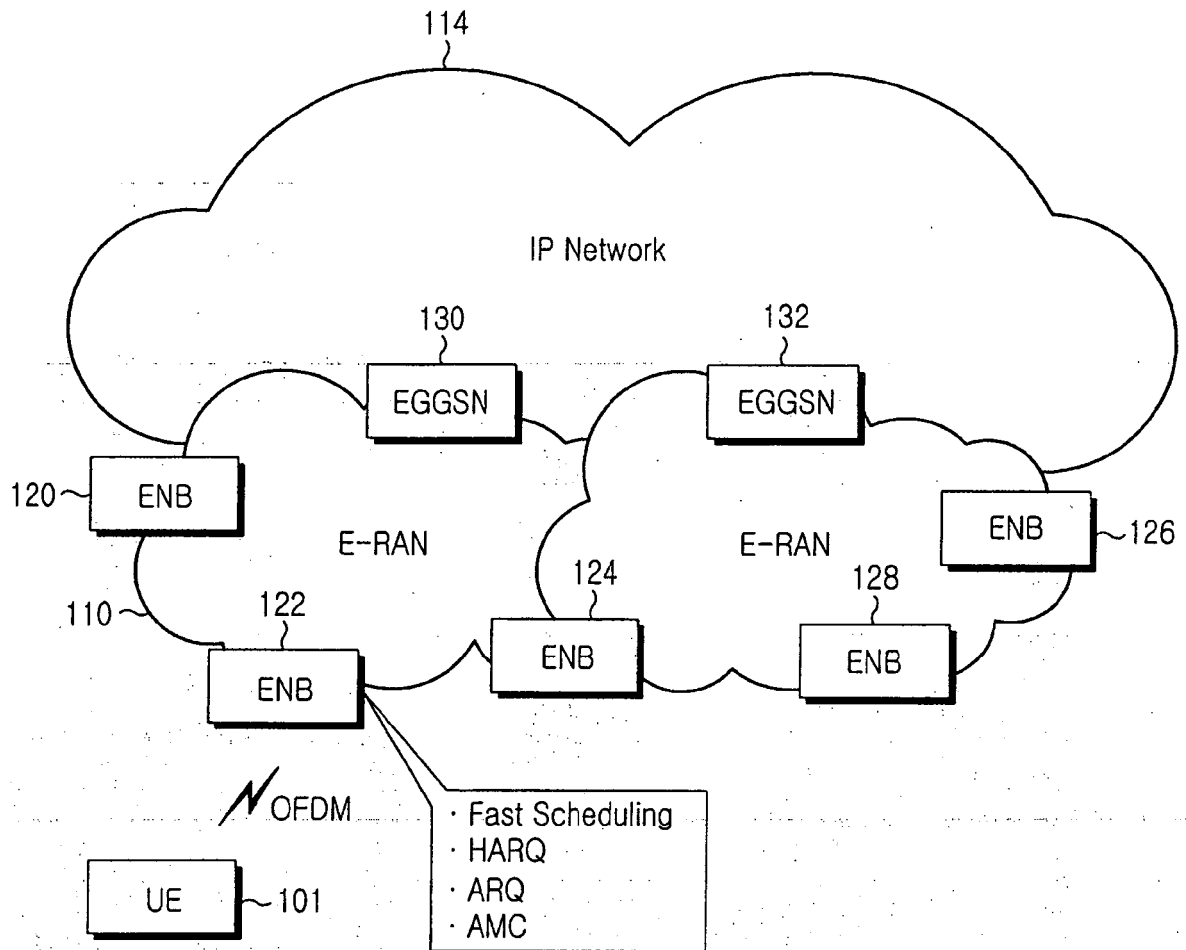 114
IP Network
130
132
EGGSN
EGGSN
120
ENB
E-RAN
E-RAN
ENB
126
110
122
124
128
ENB
ENB
ENB
OFDM
· Fast Scheduling
· HARQ
· ARQ
· AMC
UE
101